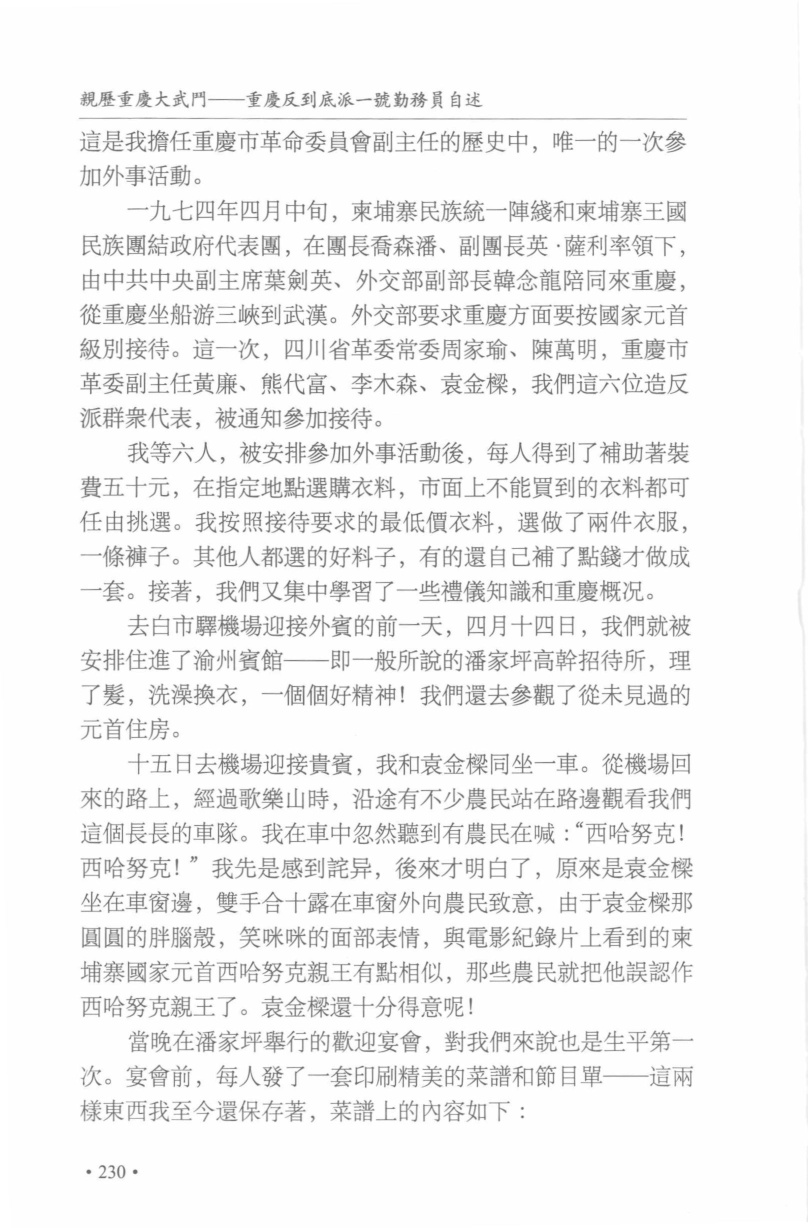 親歷重慶大武鬥——重慶反到底派一號勤務員自述
這是我擔任重慶市革命委員會副主任的歷史中，唯一的一次參
加外事活動。
一九七四年四月中旬，柬埔寨民族統一陣綫和柬埔寨王國
民族團結政府代表團，在團長喬森潘、副團長英·薩利率領下，
由中共中央副主席葉劍英、外交部副部長韓念龍陪同來重慶，
從重慶坐船游三峽到武漢。外交部要求重慶方面要按國家元首
級別接待。這一次，四川省革委常委周家瑜、陳萬明，重慶市
革委副主任黃廉、熊代富、李木森、袁金樑，我們這六位造反
派群衆代表，被通知參加接待。
我等六人，被安排參加外事活動後，每人得到了補助著裝
費五十元，在指定地點選購衣料，市面上不能買到的衣料都可
任由挑選。我按照接待要求的最低價衣料，選做了兩件衣服，
一條褲子。其他人都選的好料子，有的還自己補了點錢才做成
一套。接著，我們又集中學習了一些禮儀知識和重慶概况。
去白市驛機場迎接外賓的前一天，四月十四日，我們就被
安排住進了渝州賓館——即一般所說的潘家坪高幹招待所，理
了髮，洗澡換衣，一個個好精神！我們還去參觀了從未見過的
元首住房。
十五日去機場迎接貴賓，我和袁金樑同坐一車。從機場回
來的路上，經過歌樂山時，沿途有不少農民站在路邊觀看我們
這個長長的車隊。我在車中忽然聽到有農民在喊：“西哈努克！
西哈努克！”我先是感到詫异，後來才明白了，原來是袁金樑
坐在車窗邊，雙手合十露在車窗外向農民致意，由于袁金樑那
圓圓的胖腦殼，笑咪咪的面部表情，與電影紀錄片上看到的柬
埔寨國家元首西哈努克親王有點相似，那些農民就把他誤認作
西哈努克親王了。袁金樑還十分得意呢！
當晚在潘家坪舉行的歡迎宴會，對我們來說也是生平第一
次。宴會前，每人發了一套印刷精美的菜譜和節目單——這兩
樣東西我至今還保存著，菜譜上的內容如下：
·230·